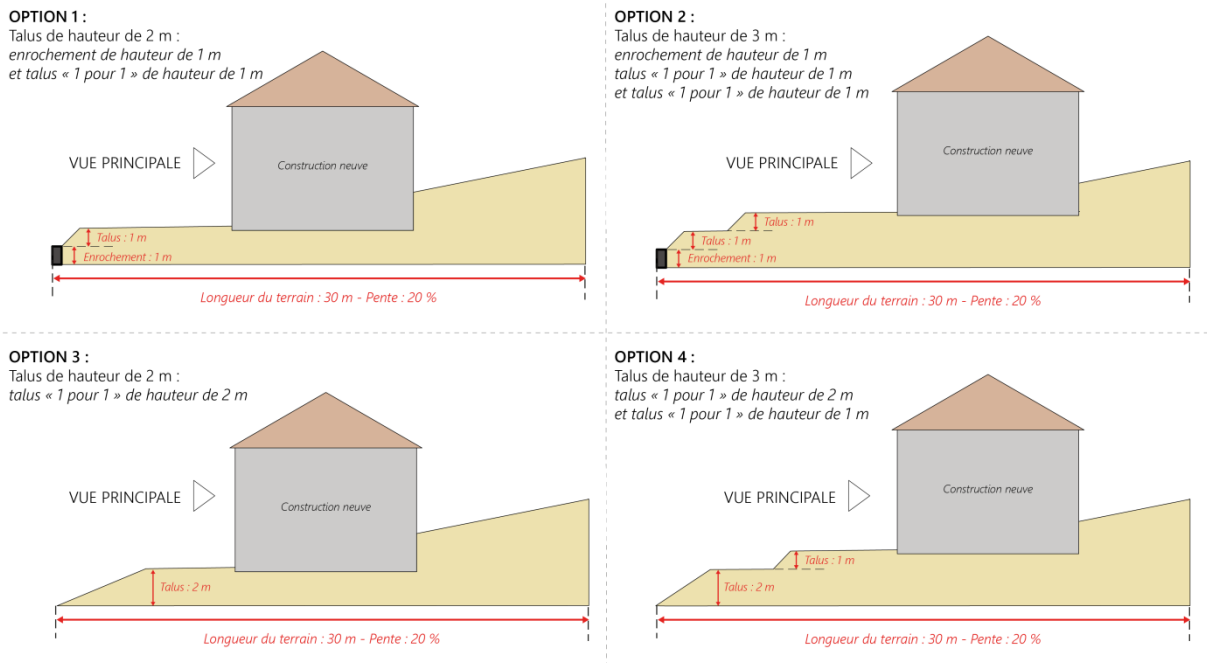 OPTION 1 :
Talus de hauteur de 2 m :
enrochement de hauteur de 1 m
et talus « 1 pour 1 » de hauteur de 1 m
VUE PRINCIPALE
Construction neuve
Talus : 1 m
Enrochement : 1 m
Longueur du terrain : 30 m - Pente : 20 %
OPTION 2 :
Talus de hauteur de 3 m :
enrochement de hauteur de 1 m
talus « 1 pour 1 » de hauteur de 1 m
et talus « 1 pour 1 » de hauteur de 1 m
VUE PRINCIPALE
Construction neuve
Talus : 1 m
Talus : 1 m
Enrochement : 1 m
Longueur du terrain : 30 m - Pente : 20 %
OPTION 3 :
Talus de hauteur de 2 m :
talus « 1 pour 1 » de hauteur de 2 m
VUE PRINCIPALE
Construction neuve
Talus : 2 m
Longueur du terrain : 30 m - Pente : 20 %
OPTION 4 :
Talus de hauteur de 3 m :
talus « 1 pour 1 » de hauteur de 2 m
et talus « 1 pour 1 » de hauteur de 1 m
VUE PRINCIPALE
Construction neuve
Talus : 1 m
Talus : 2 m
Longueur du terrain : 30 m - Pente : 20 %